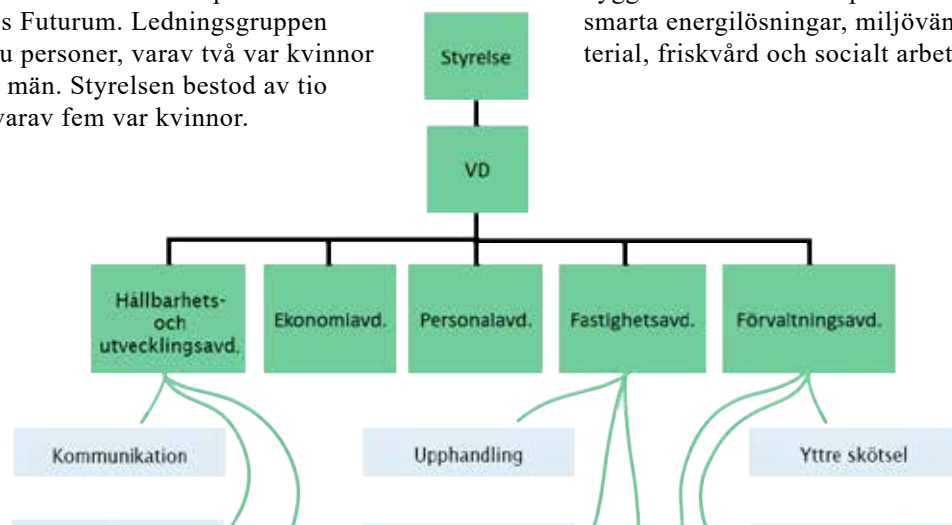 s Futurum. Ledningsgruppen
u personer, varav två var kvinnor
män. Styrelsen bestod av tio
varav fem var kvinnor.
smarta energilösningar, miljövän
terial, friskvård och socialt arbet
Styrelse
VD
Hållbarhets-
och
utvecklingsavd.
Ekonomiavd.
Personalavd.
Fastighetsavd.
Förvaltningsavd.
Kommunikation
Upphandling
Yttre skötsel